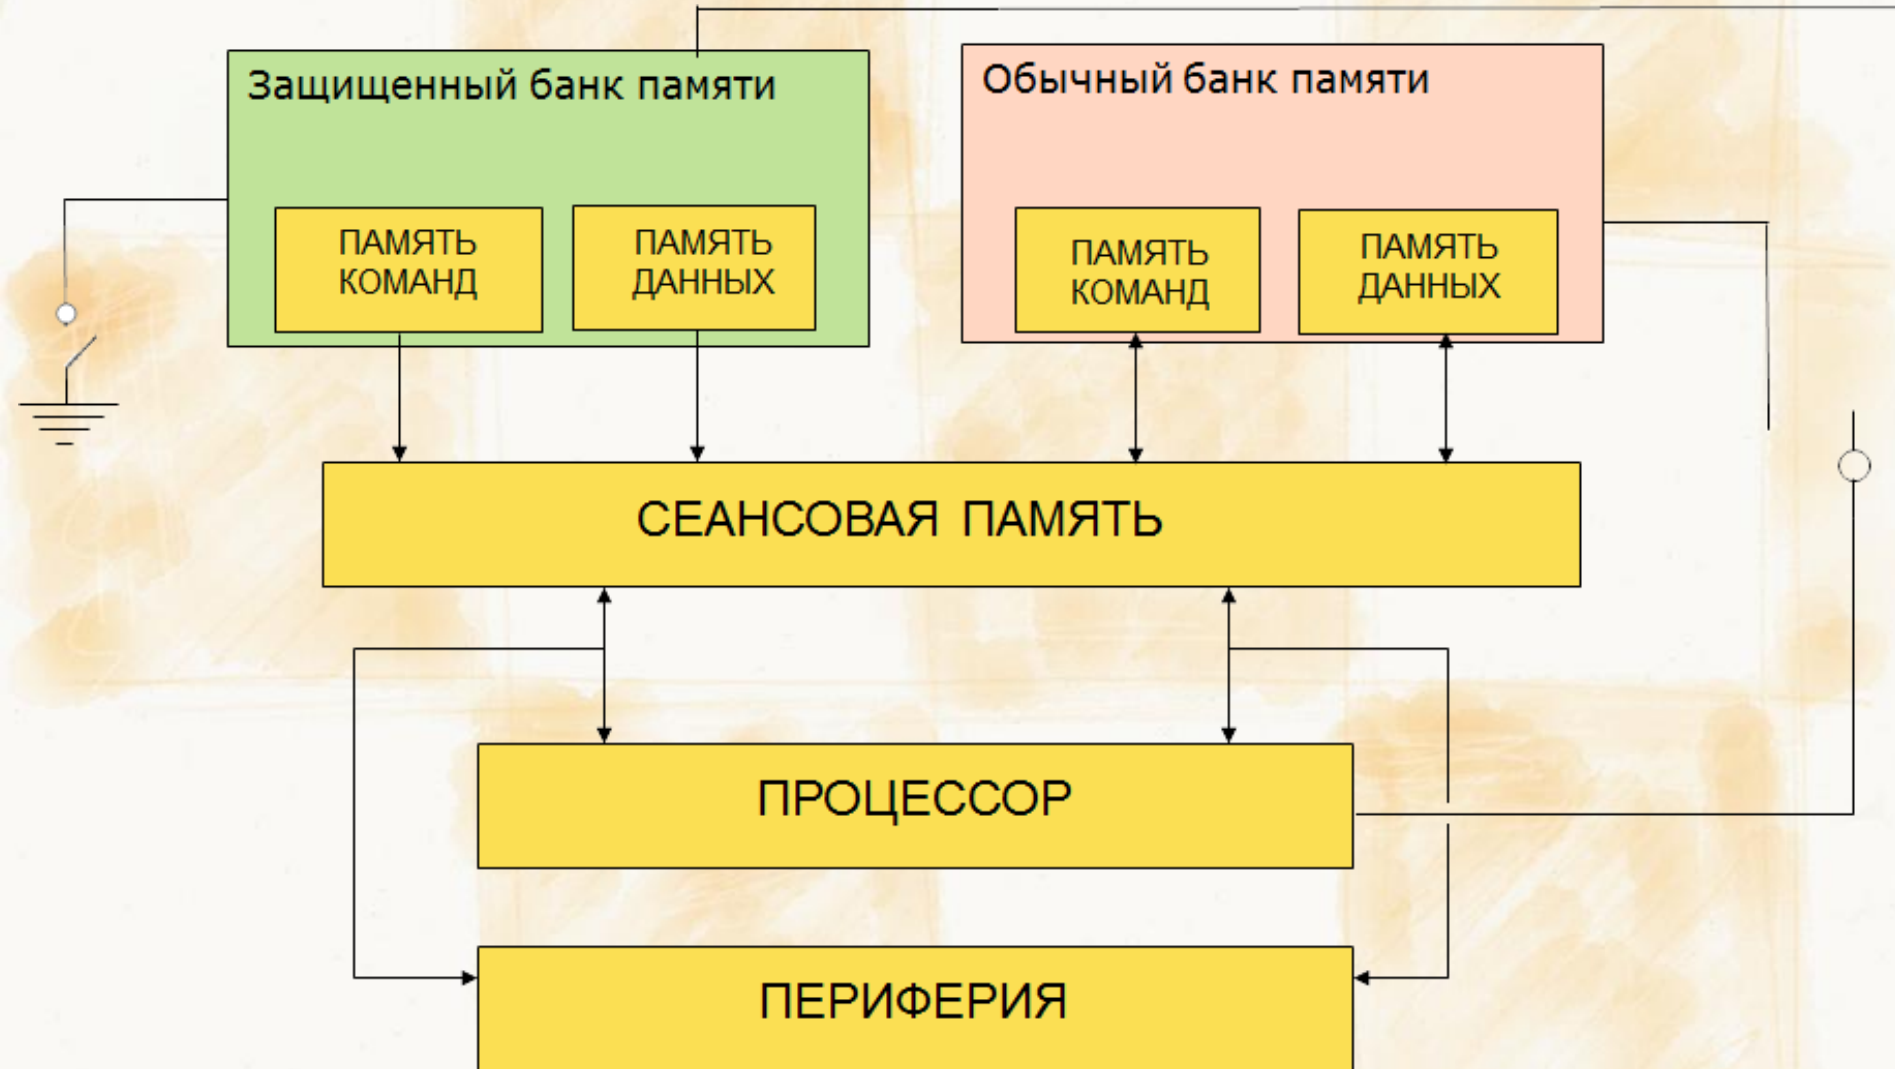 Защищенный банк памяти
Обычный банк памяти
ПАМЯТЬ
КОМАНД
ПАМЯТЬ
ДАННЫХ
ПАМЯТЬ
КОМАНД
ПАМЯТЬ
ДАННЫХ
СЕАНСОВАЯ ПАМЯТЬ
ПРОЦЕССОР
ПЕРИФЕРИЯ